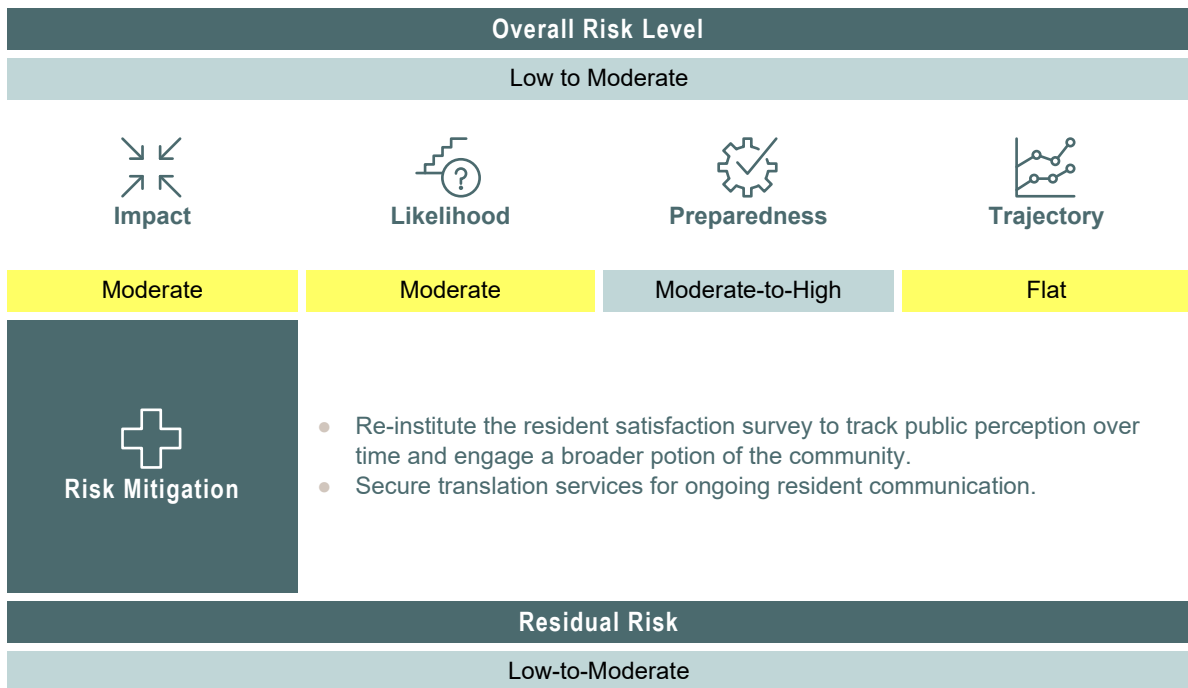 Overall Risk Level
Low to Moderate
?
Impact
Likelihood
Preparedness
Trajectory
Moderate
Moderate
Moderate-to-High
Flat
Risk Mitigation
● Re-institute the resident satisfaction survey to track public perception over
time and engage a broader potion of the community.
● Secure translation services for ongoing resident communication.
Residual Risk
Low-to-Moderate